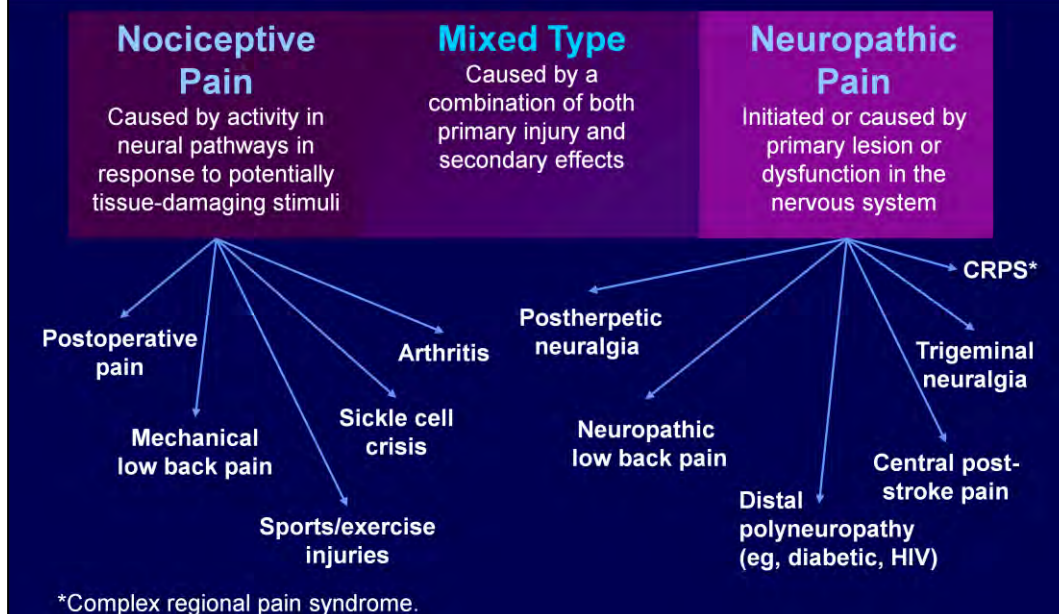 Nociceptive
Pain
Caused by activity in
neural pathways in
response to potentially
tissue-damaging stimuli
Mixed Type
Caused by a
combination of both
primary injury and
secondary effects
Neuropathic
Pain
Initiated or caused by
primary lesion or
dysfunction in the
nervous system
Postoperative
pain
Mechanical
low back pain
Sports/exercise
injuries
Sickle cell
crisis
Arthritis
Postherpetic
neuralgia
Neuropathic
low back pain
Distal
polyneuropathy
(eg, diabetic, HIV)
Central post-
stroke pain
Trigeminal
neuralgia
CRPS*
*Complex regional pain syndrome.